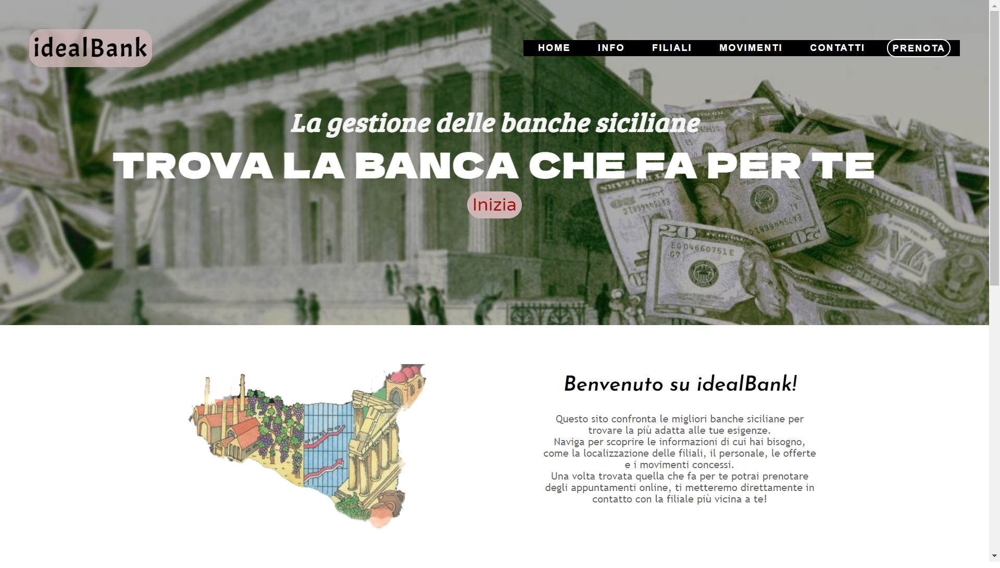 idealBank
HOME INFO FILIALI MOVIMENTI CONTATTI PRENOTA
La gestione delle banche siciliane
TROVA LA BANCA CHE FA PER TE
Inizia
20
EG04660751E
G7
Benvenuto su idealBank!
Questo sito confronta le migliori banche siciliane per
trovare la più adatta alle tue esigenze.
Naviga per scoprire le informazioni di cui hai bisogno,
come la localizzazione delle filiali, il personale, le offerte
e i movimenti concessi.
Una volta trovata quella che fa per te potrai prenotare
degli appuntamenti online, ti metteremo direttamente in
contatto con la filiale più vicina a te!